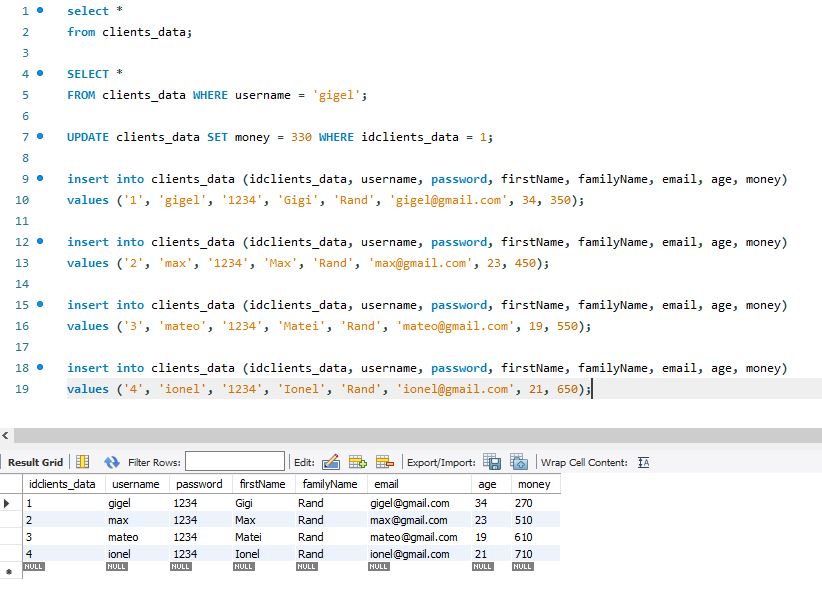 1 select *
2 from clients_data;
3
4 SELECT *
5 FROM clients_data WHERE username = 'gigel';
6
7 UPDATE clients_data SET money = 330 WHERE idclients_data = 1;
8
9 insert into clients_data (idclients_data, username, password, firstName, familyName, email, age, money)
10 values ('1', 'gigel', '1234', 'Gigi', 'Rand', 'gigel@gmail.com', 34, 350);
11
12 insert into clients_data (idclients_data, username, password, firstName, familyName, email, age, money)
13 values ('2', 'max', '1234', 'Max', 'Rand', 'max@gmail.com', 23, 450);
14
15 insert into clients_data (idclients_data, username, password, firstName, familyName, email, age, money)
16 values ('3', 'mateo', '1234', 'Matei', 'Rand', 'mateo@gmail.com', 19, 550);
17
18 insert into clients_data (idclients_data, username, password, firstName, familyName, email, age, money)
19 values ('4', 'ionel', '1234', 'Ionel', 'Rand', 'ionel@gmail.com', 21, 650);
Result Grid Filter Rows: Edit: Export/Import: Wrap Cell Content: IA
idclients_data username password firstName familyName email age money
1 gigel 1234 Gigi Rand gigel@gmail.com 34 270
2 max 1234 Max Rand max@gmail.com 23 510
3 mateo 1234 Matei Rand mateo@gmail.com 19 610
4 ionel 1234 Ionel Rand ionel@gmail.com 21 710
NULL NULL NULL NULL NULL NULL NULL NULL